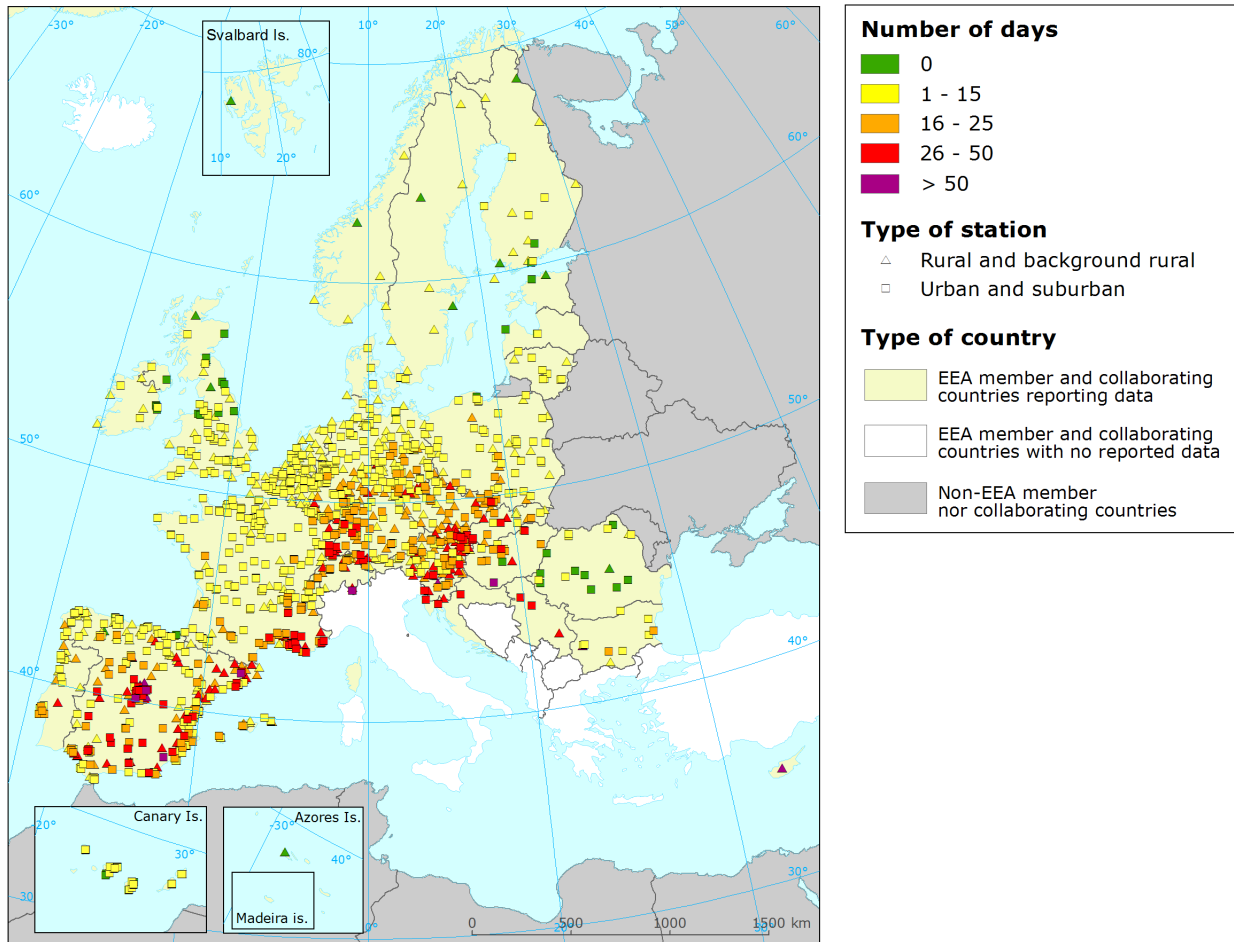 -30°
-20°
10°
20°
30°
40°
50°
60°
Svalbard Is.
80°
10°
20°
60°
60°
50°
50°
40°
40°
Canary Is.
20°
30°
Azores Is.
-30°
40°
Madeira is.
30°
30°
0°
20°
30°
0
500
1000
1500 km
Number of days
0
1 - 15
16 - 25
26 - 50
> 50
Type of station
Rural and background rural
Urban and suburban
Type of country
EEA member and collaborating
countries reporting data
EEA member and collaborating
countries with no reported data
Non-EEA member
nor collaborating countries